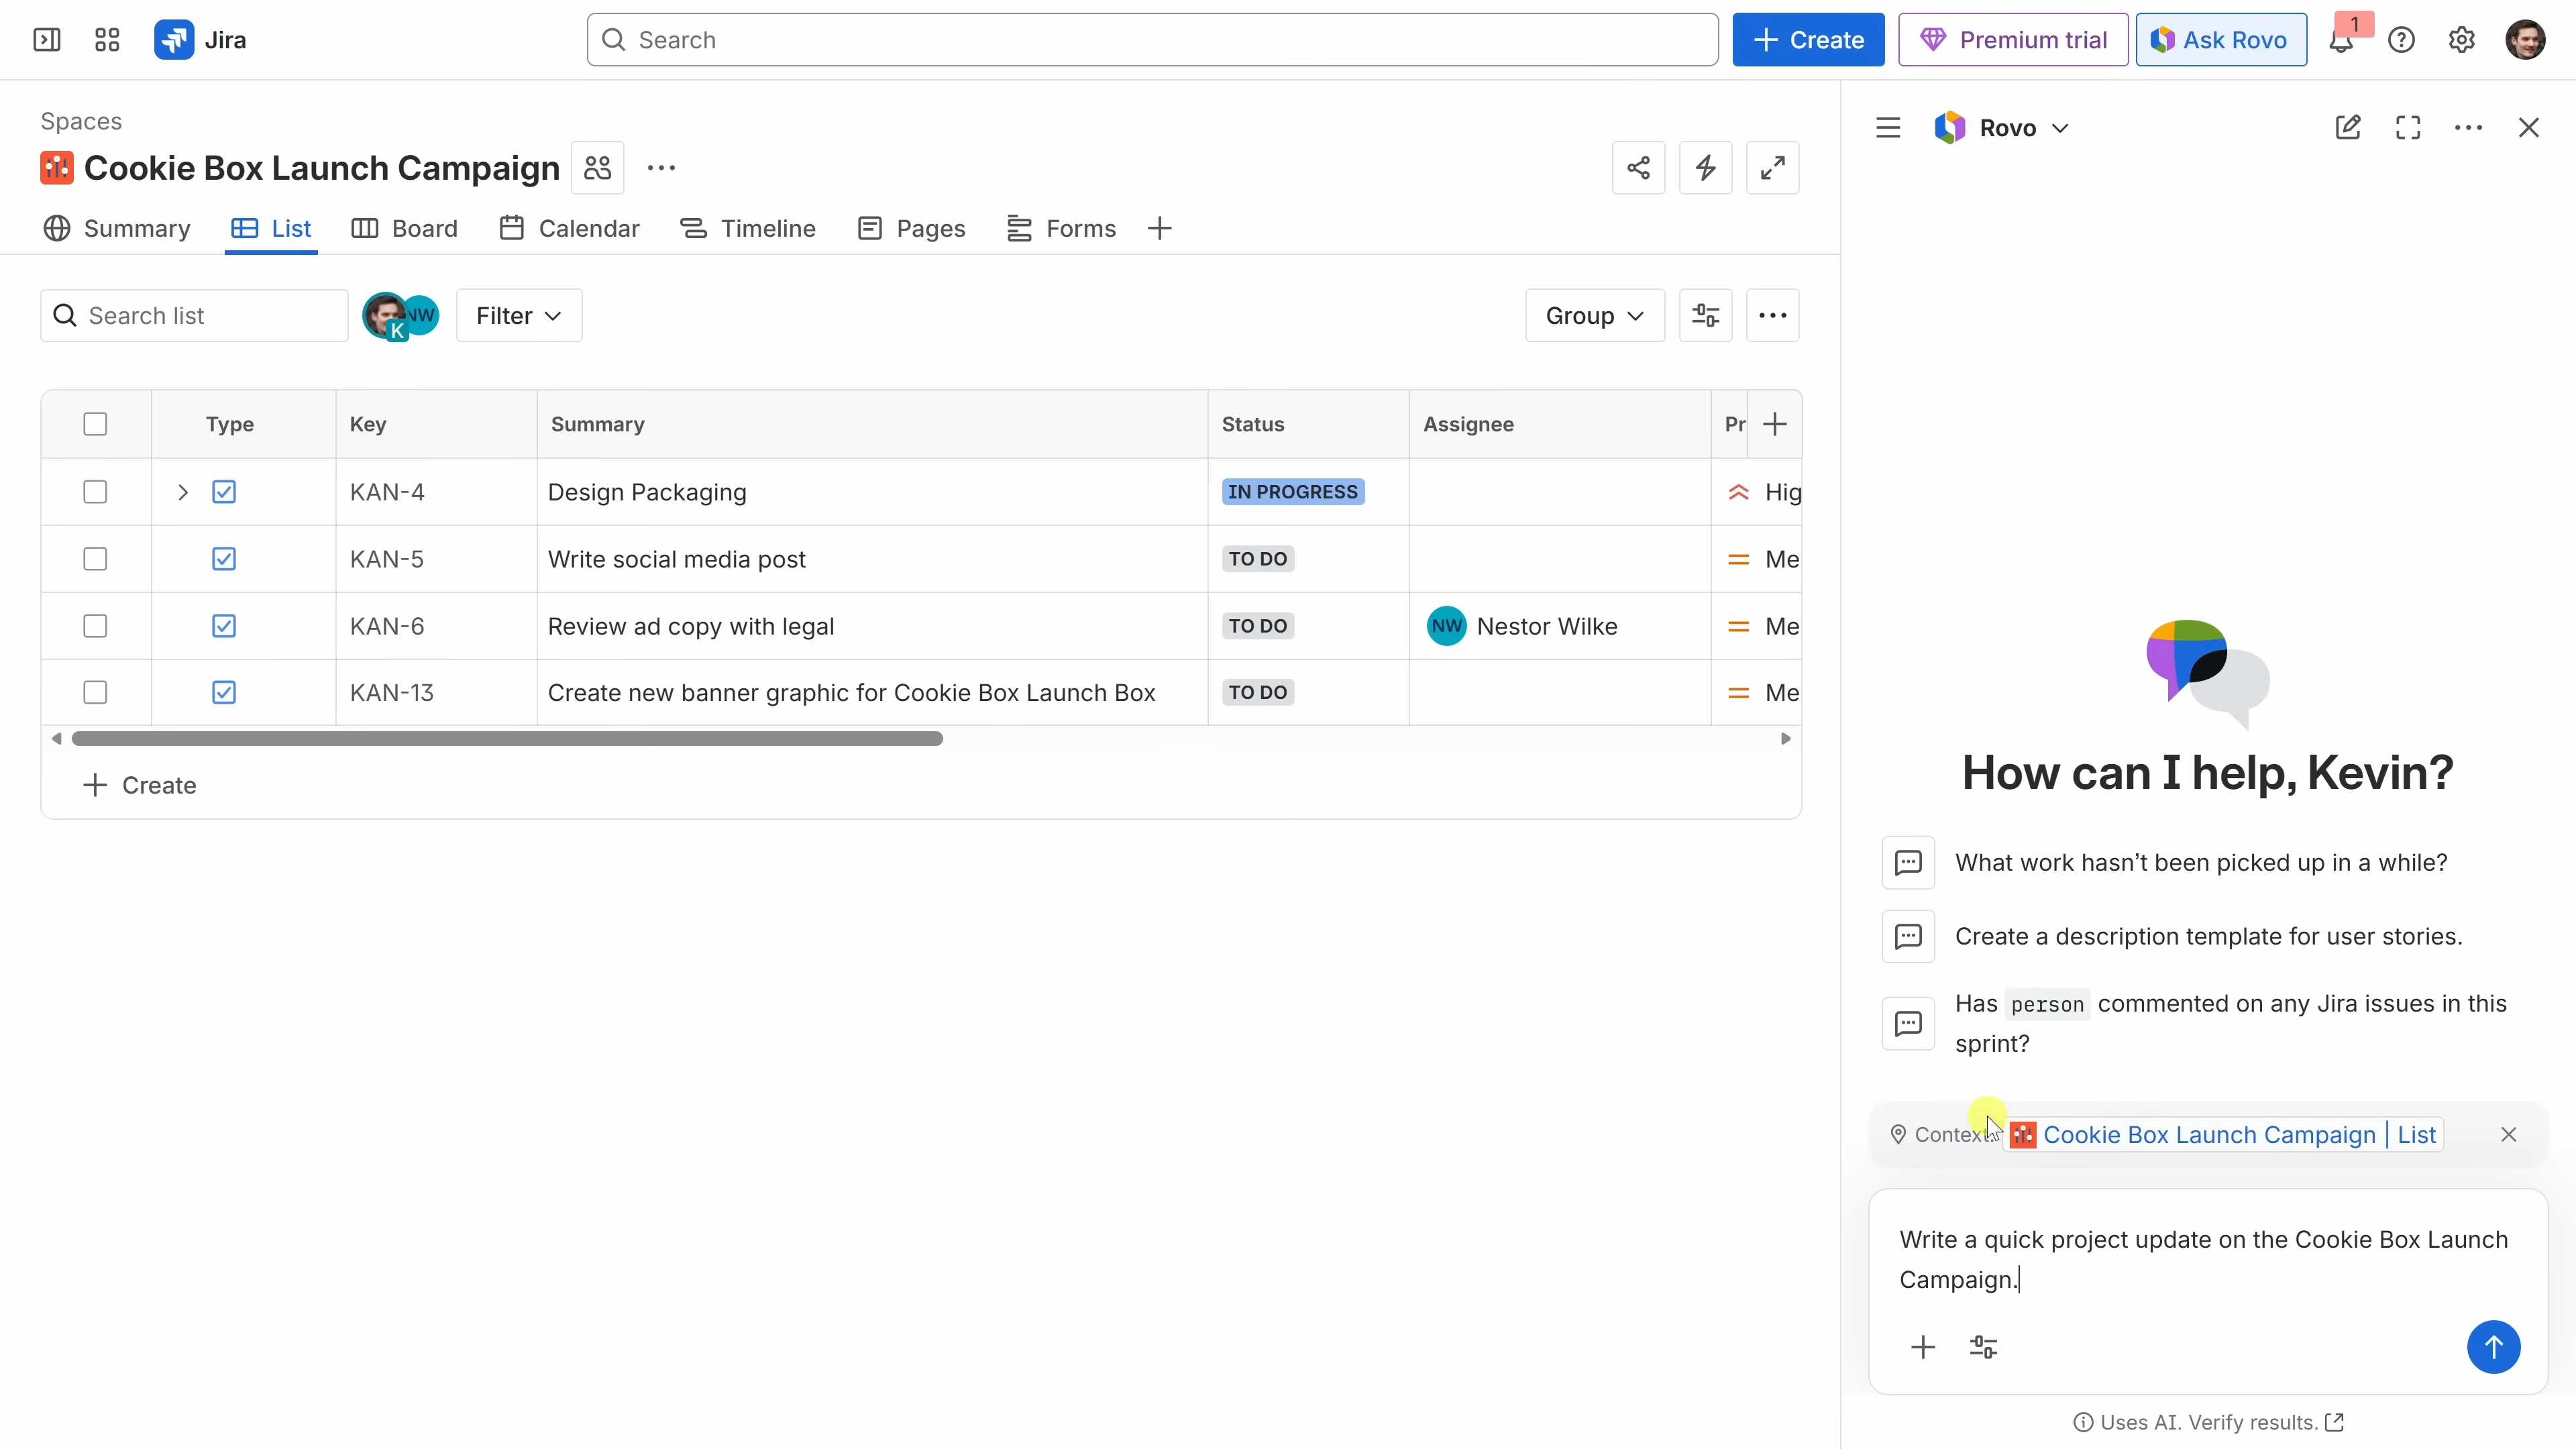 Jira
Search
Create
Premium trial
Ask Rovo
1
Spaces
Cookie Box Launch Campaign
Summary
List
Board
Calendar
Timeline
Pages
Forms
Search list
K
NW
Filter
Group
Type
Key
Summary
Status
Assignee
Pr
KAN-4
Design Packaging
IN PROGRESS
Hig
KAN-5
Write social media post
TO DO
Me
KAN-6
Review ad copy with legal
TO DO
NW
Nestor Wilke
Me
KAN-13
Create new banner graphic for Cookie Box Launch Box
TO DO
Me
Create
Rovo
How can I help, Kevin?
What work hasn’t been picked up in a while?
Create a description template for user stories.
Has person commented on any Jira issues in this
sprint?
Context: Cookie Box Launch Campaign | List
Write a quick project update on the Cookie Box Launch
Campaign.
Uses AI. Verify results.